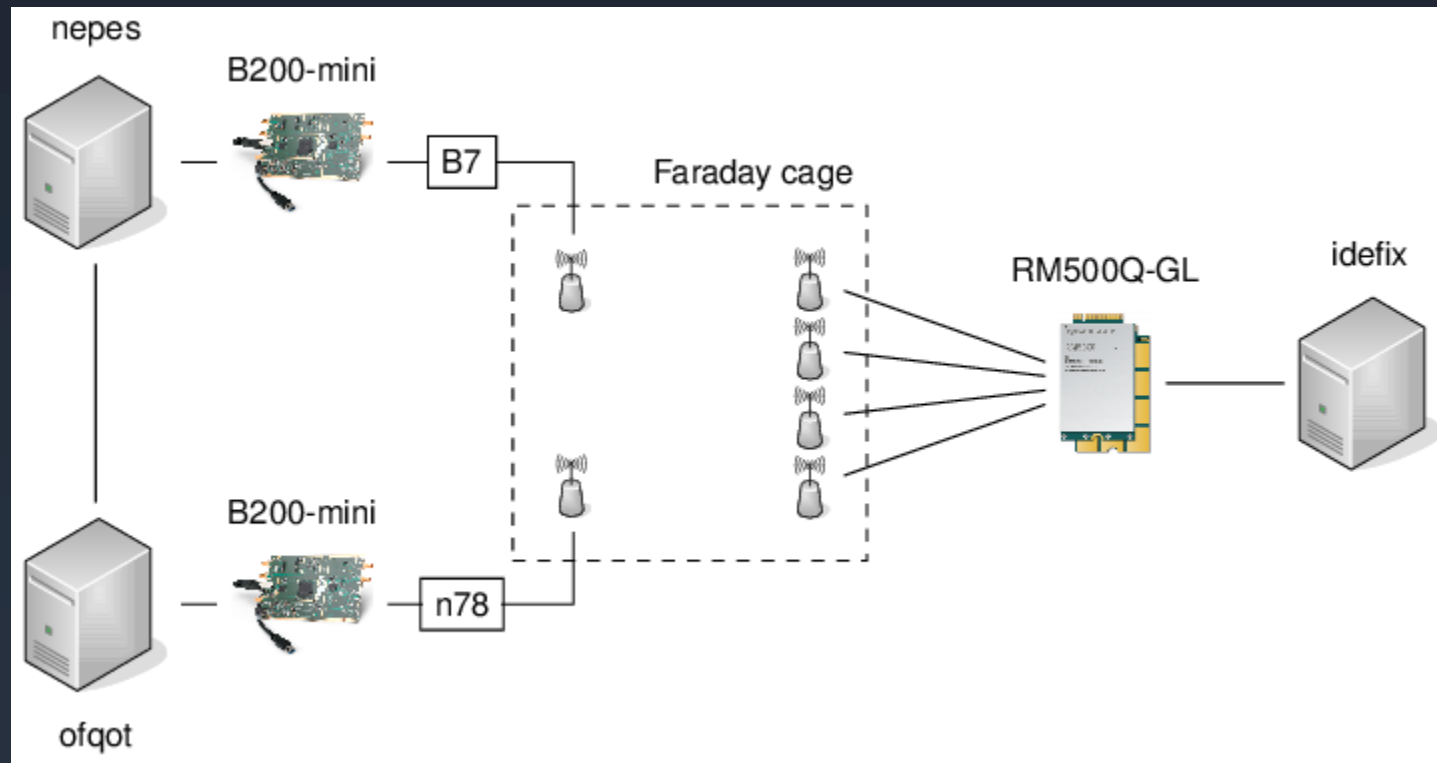 nepes
B200-mini
B7
Faraday cage
RM500Q-GL
idefix
B200-mini
n78
ofqot